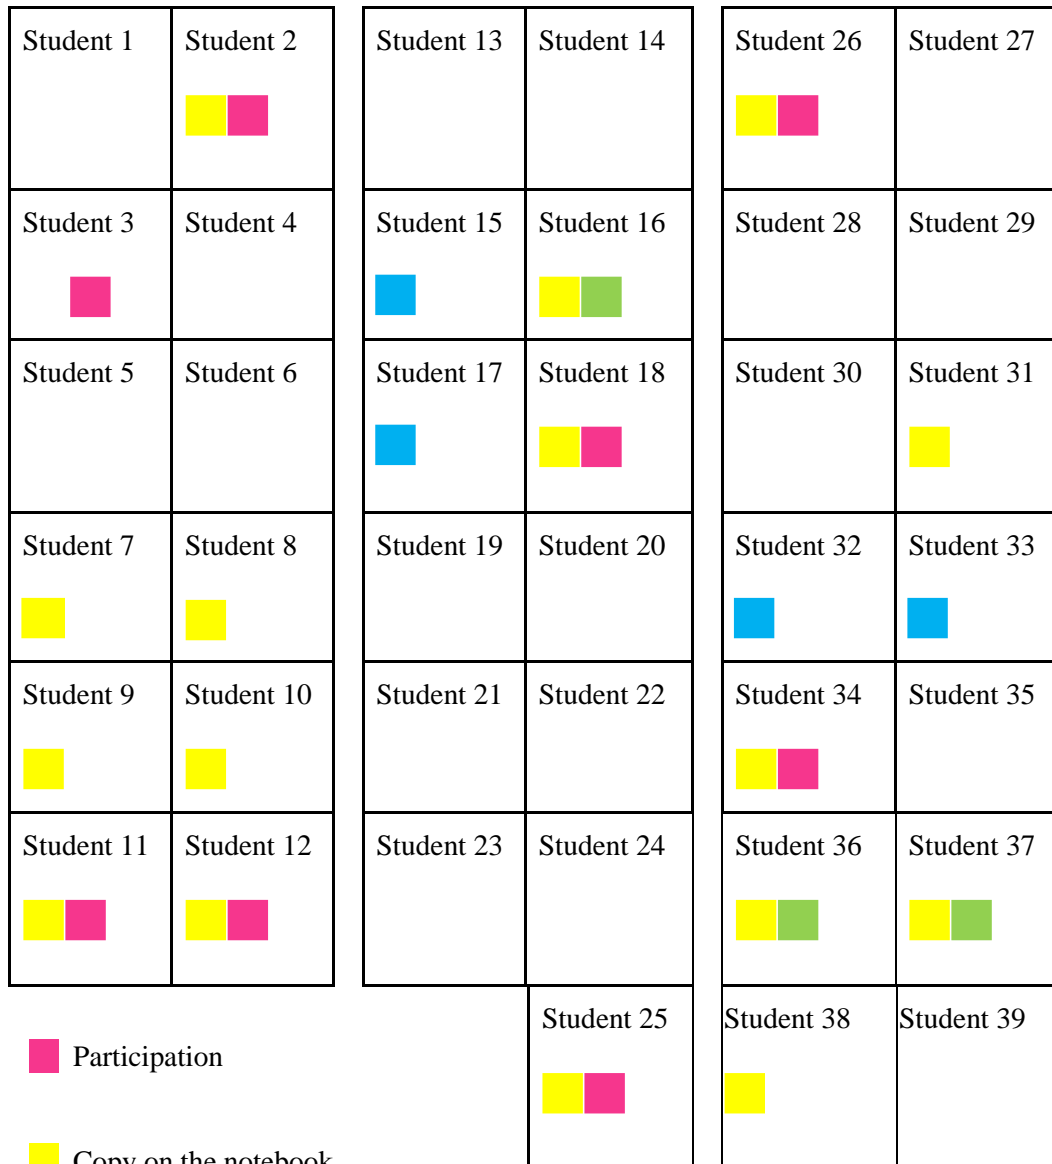 Student 1 Student 2 Student 13 Student 14 Student 26 Student 27
Student 3 Student 4 Student 15 Student 16 Student 28 Student 29
Student 5 Student 6 Student 17 Student 18 Student 30 Student 31
Student 7 Student 8 Student 19 Student 20 Student 32 Student 33
Student 9 Student 10 Student 21 Student 22 Student 34 Student 35
Student 11 Student 12 Student 23 Student 24 Student 36 Student 37
Student 25 Student 38 Student 39
Participation
Copy on the notebook